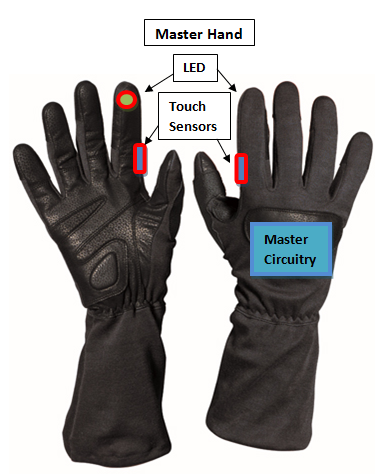 Master Hand
LED
Touch
Sensors
Master
Circuitry